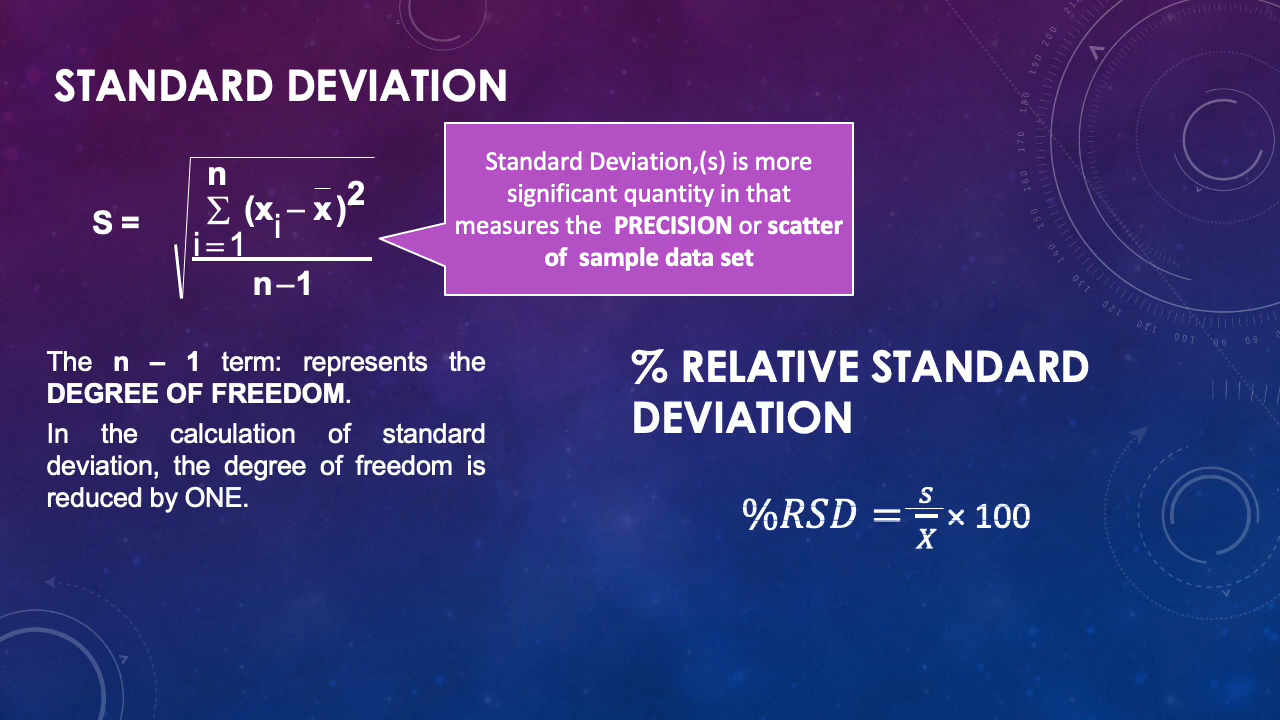 STANDARD DEVIATION
S = √
n
Σ (xᵢ – x̄)²
i = 1
n – 1
Standard Deviation,(s) is more
significant quantity in that
measures the PRECISION or scatter
of sample data set
The n – 1 term: represents the
DEGREE OF FREEDOM.
In the calculation of standard
deviation, the degree of freedom is
reduced by ONE.
% RELATIVE STANDARD
DEVIATION
%RSD = s/x̄ × 100